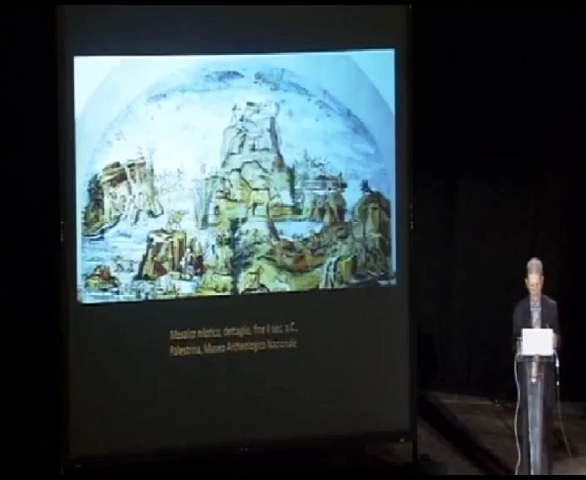 Mosaico nilotico, dettaglio, fine II sec. a.C.,
Palestrina, Museo Archeologico Nazionale